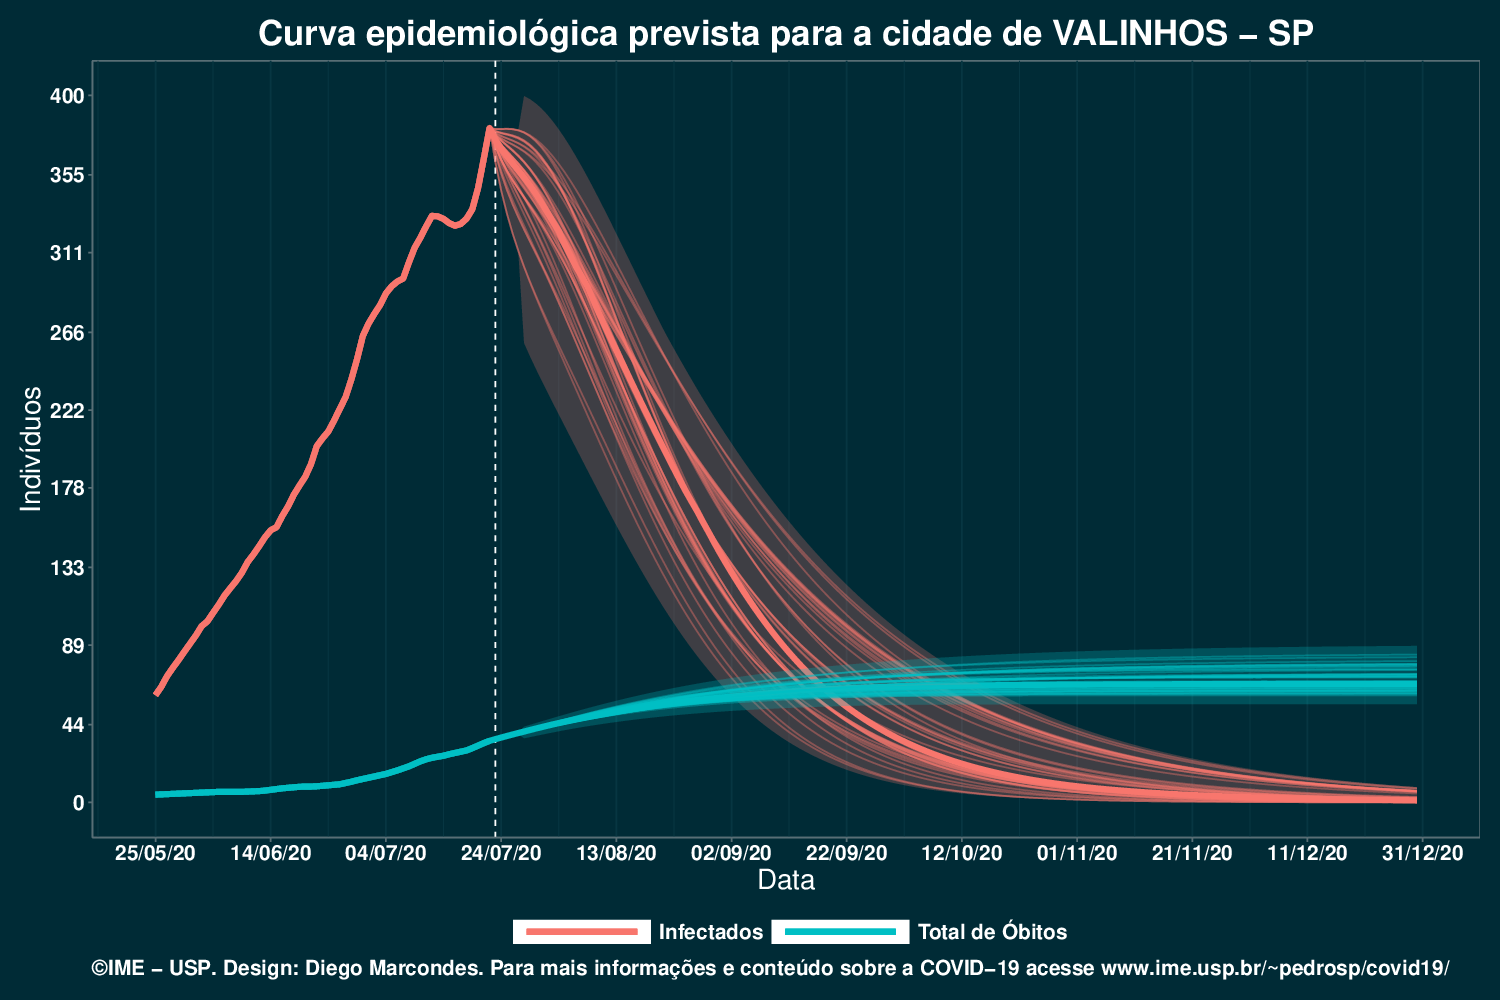 Curva epidemiológica prevista para a cidade de VALINHOS – SP
Indivíduos
400
355
311
266
222
178
133
89
44
0
25/05/20 14/06/20 04/07/20 24/07/20 13/08/20 02/09/20 22/09/20 12/10/20 01/11/20 21/11/20 11/12/20 31/12/20
Data
Infectados Total de Óbitos
©IME – USP. Design: Diego Marcondes. Para mais informações e conteúdo sobre a COVID–19 acesse www.ime.usp.br/~pedrosp/covid19/